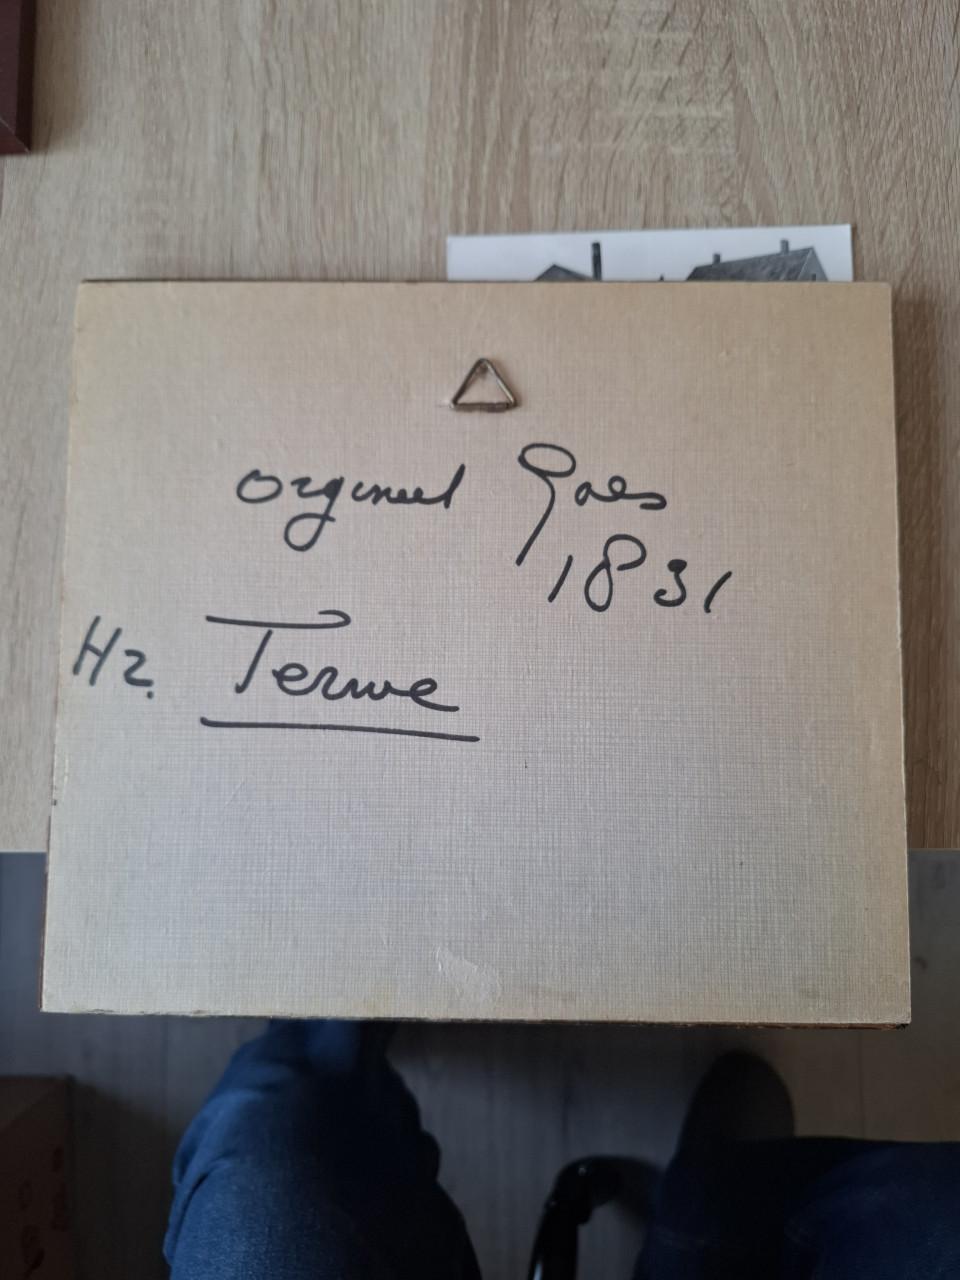 orgineel Goes
1831
Hr. Terwe